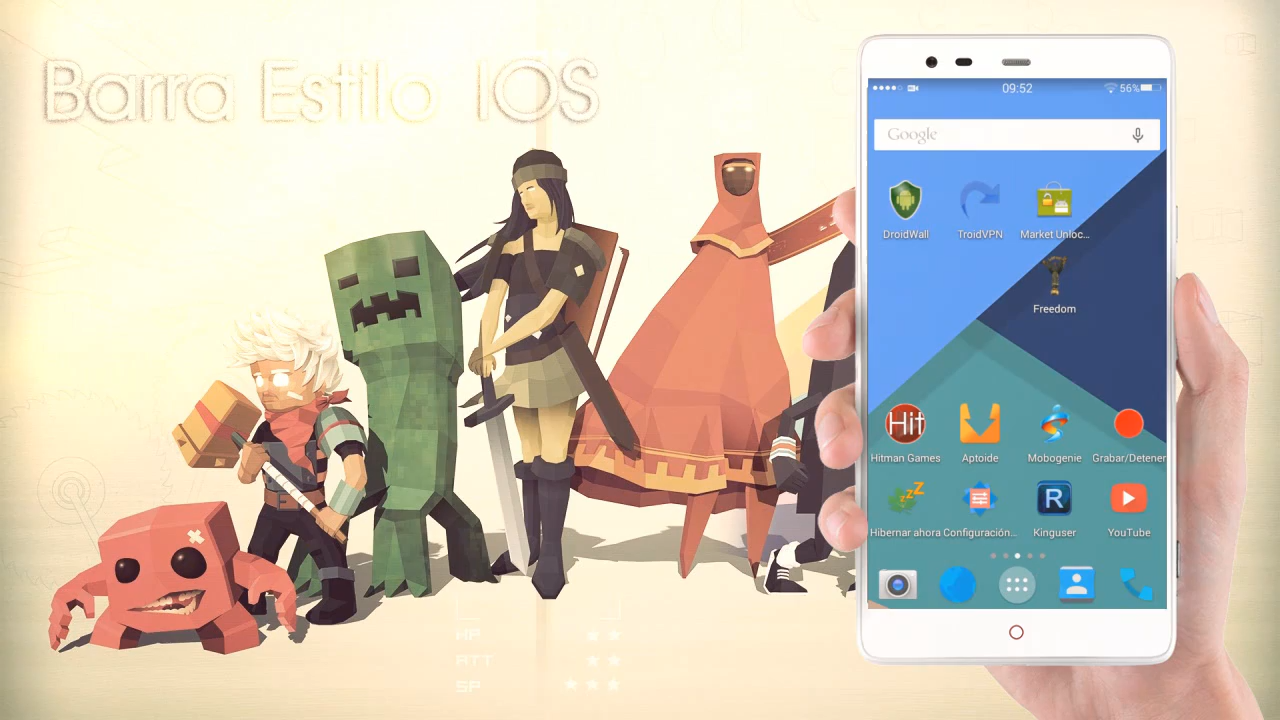 Barra Estilo IOS
09:52
56%
Google
DroidWall
TroidVPN
Market Unloc...
Freedom
Hit
Hitman Games
Aptoide
Mobogenie
Grabar/Detener
zZZ
R
Hibernar ahora
Configuración...
Kinguser
YouTube
HP
ATT
SP